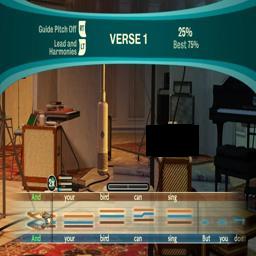 Guide Pitch Off
Lead and
Harmonies
VERSE 1
25%
Best 75%
2x
And your bird can sing
And your bird can sing But you don